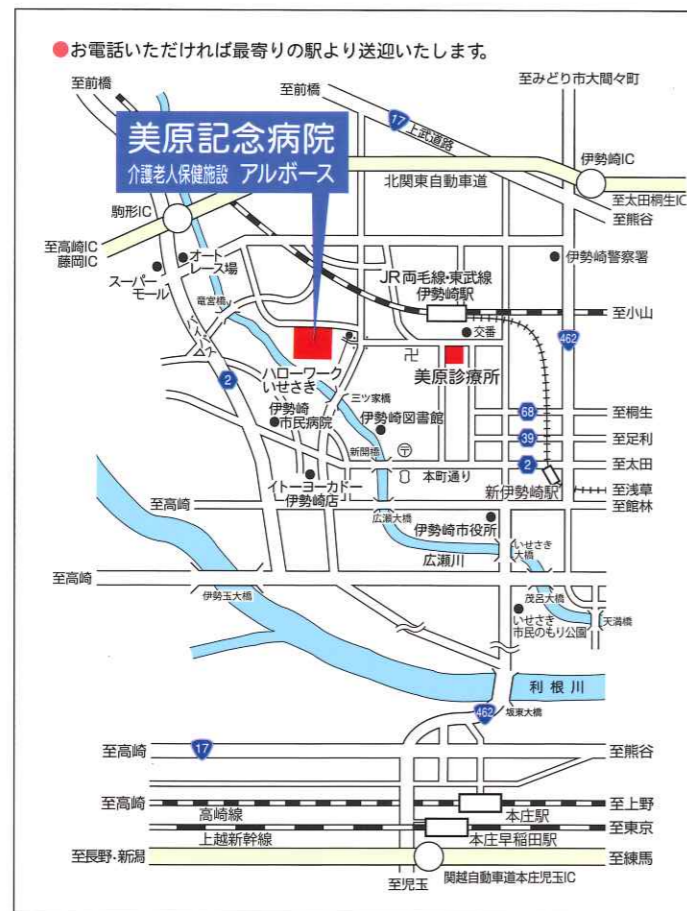 ●お電話いただければ最寄りの駅より送迎いたします。
至前橋
至前橋
至みどり市大間々町
17
上武道路
美原記念病院
介護老人保健施設 アルボース
伊勢崎IC
北関東自動車道
至太田桐生IC
駒形IC
至熊谷
至高崎IC
藤岡IC
オート
レース場
伊勢崎警察署
スーパー
モール
JR両毛線・東武線
伊勢崎駅
竜宮橋
至小山
交番
バイパス
462
卍
美原診療所
ハローワーク
いせさき
2
三ツ家橋
68
至桐生
伊勢崎
市民病院
伊勢崎図書館
39
至足利
新開橋
〒
2
至太田
本町通り
イトーヨーカドー
伊勢崎店
新伊勢崎駅
至浅草
至高崎
至館林
広瀬大橋
伊勢崎市役所
広瀬川
いせさき
大橋
至高崎
伊勢玉大橋
茂呂大橋
いせさき
市民のもり公園
天満橋
利根川
462
坂東大橋
至高崎
17
至熊谷
至高崎
至上野
高崎線
本庄駅
至東京
上越新幹線
本庄早稲田駅
至長野・新潟
至練馬
関越自動車道本庄児玉IC
至児玉